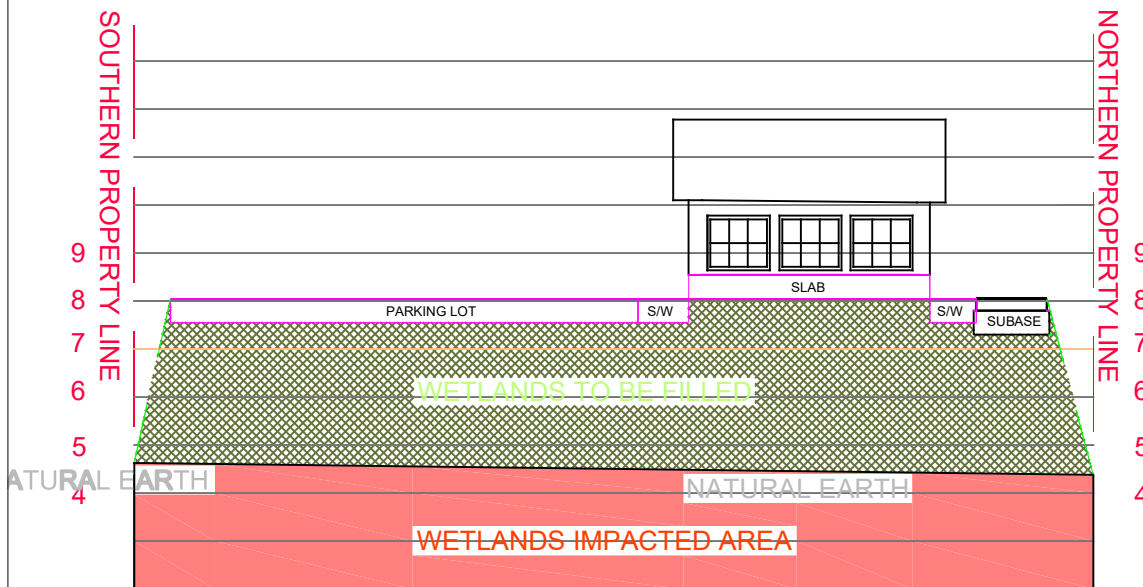 SOUTHERN PROPERTY LINE
NORTHERN PROPERTY LINE
9
9
SLAB
8
PARKING LOT
S/W
S/W
8
SUBASE
7
7
6
WETLANDS TO BE FILLED
6
5
5
ATURAL EARTH
4
NATURAL EARTH
4
WETLANDS IMPACTED AREA